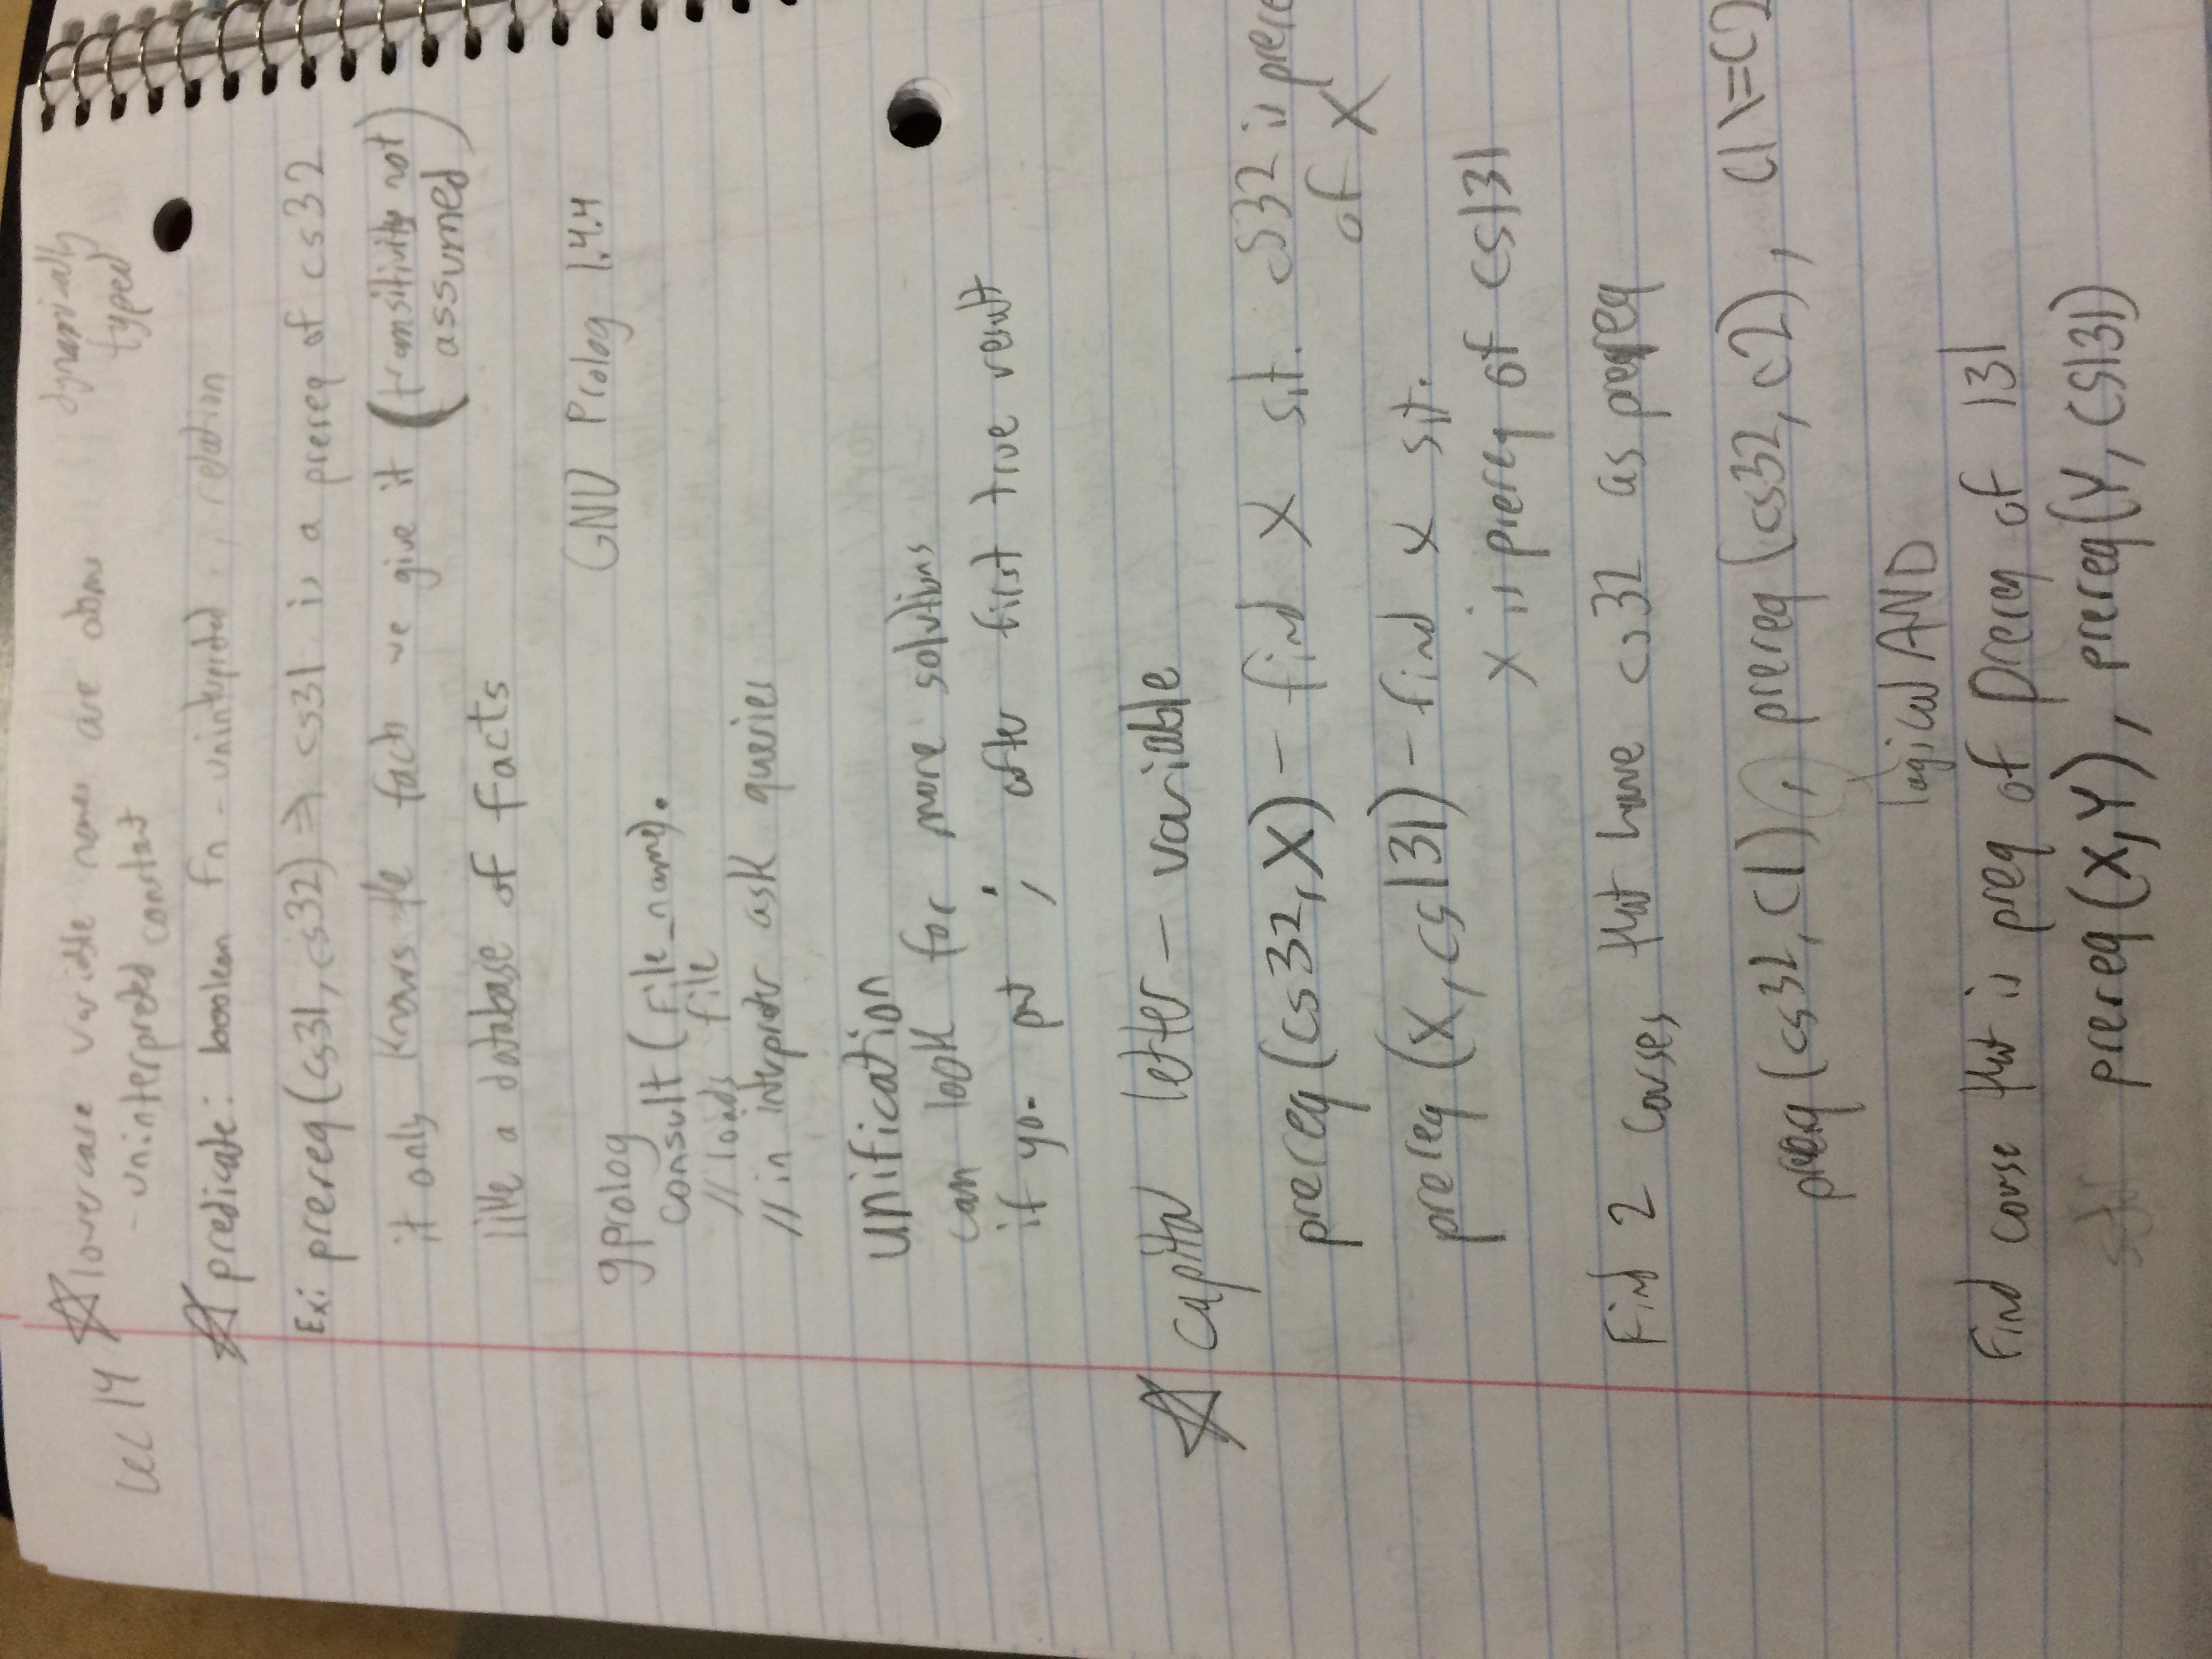 lec 14 ☆ lowercase variable names are atoms
dynamically
typed
- uninterpreted constant
☆ predicate: boolean fn - uninterpreted, relation
Ex: prereq(cs31, cs32) ⇒ cs31 is a prereq of cs32
it only knows the facts we give it (transitivity not
assumed)
like a database of facts
GNU Prolog 1.4.4
gprolog
consult(file_name).
// loads file
// in interpreter ask queries
unification
can look for more solutions
if you put ; after first true result
☆ capital letter - variable
prereq(cs32, X) - find X s.t. cS32 is prere
of X
prereq (X, cs131) - find x s.t.
x is prereq of cs131
Find 2 courses that have cs32 as prereq
prereq(cs32, C1), prereq(cs32, c2), C1\=C2
logical AND
Find course that is preq of prereq of 131
prereq(X,Y), prereq(Y, CS131)